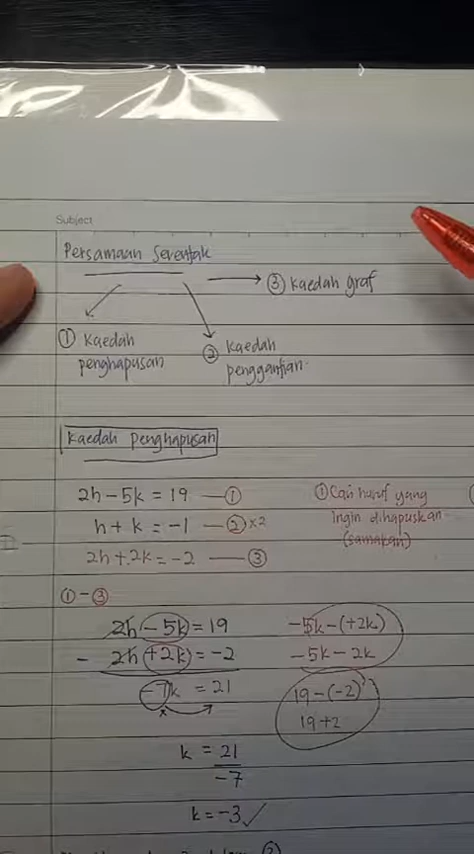 Subject
Persamaan Serentak
③ Kaedah graf
① Kaedah
penghapusan
② Kaedah
penggantian.
Kaedah Penghapusan
2h - 5k = 19 — ①
h + k = -1 — ② ×2
2h + 2k = -2 — ③
① Cari huruf yang
ingin dihapuskan
(samakan)
① - ③
2h - 5k = 19
- 2h + 2k = -2
-7k = 21
-5k - (+2k)
-5k - 2k
19 - (-2)
19 + 2
k = 21
-7
k = -3 ✓